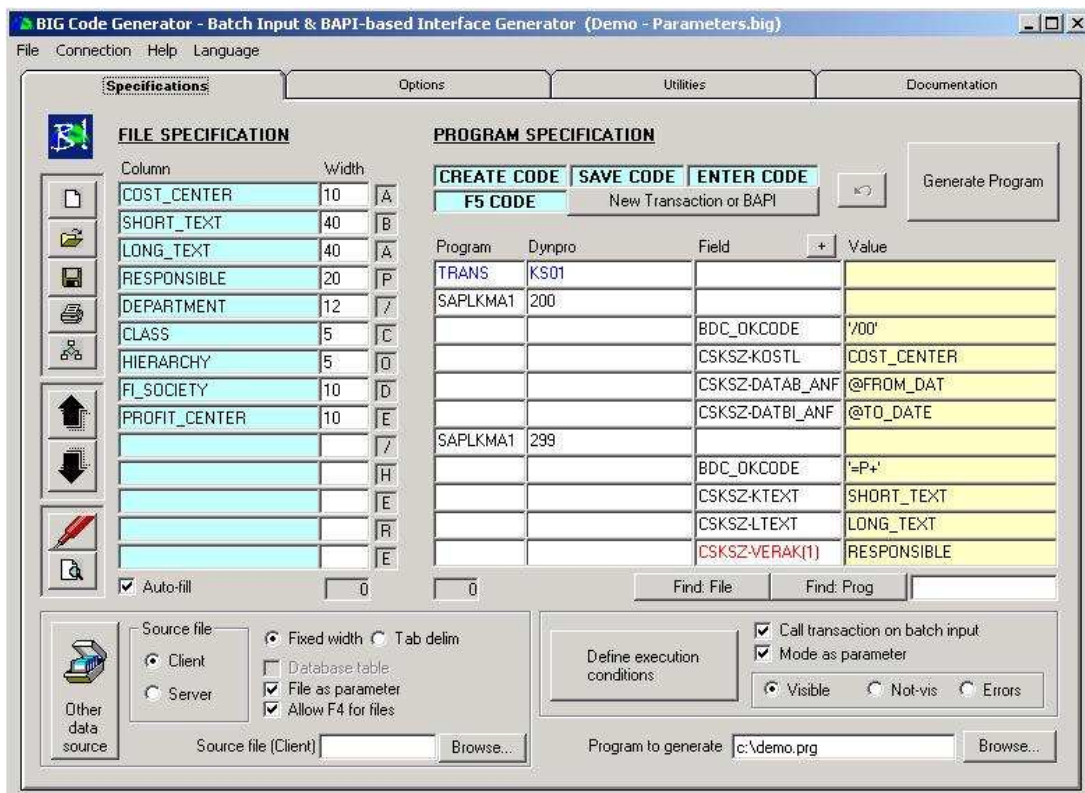 BIG Code Generator - Batch Input & BAPI-based Interface Generator (Demo - Parameters.big)
File Connection Help Language
Specifications Options Utilities Documentation
B!
FILE SPECIFICATION
Column Width
COST_CENTER 10 A
SHORT_TEXT 40 B
LONG_TEXT 40 A
RESPONSIBLE 20 P
DEPARTMENT 12 /
CLASS 5 C
HIERARCHY 5 O
FI_SOCIETY 10 D
PROFIT_CENTER 10 E
/
H
E
R
E
Auto-fill 0
PROGRAM SPECIFICATION
CREATE CODE SAVE CODE ENTER CODE
F5 CODE New Transaction or BAPI
Generate Program
Program Dynpro Field + Value
TRANS KS01
SAPLKMA1 200
BDC_OKCODE '/00'
CSKSZ-KOSTL COST_CENTER
CSKSZ-DATAB_ANF @FROM_DAT
CSKSZ-DATBI_ANF @TO_DATE
SAPLKMA1 299
BDC_OKCODE '=P+'
CSKSZ-KTEXT SHORT_TEXT
CSKSZ-LTEXT LONG_TEXT
CSKSZ-VERAK(1) RESPONSIBLE
0 Find: File Find: Prog
Other
data
source
Source file
Client
Server
Fixed width Tab delim
Database table
File as parameter
Allow F4 for files
Source file (Client) Browse...
Define execution
conditions
Call transaction on batch input
Mode as parameter
Visible Not-vis Errors
Program to generate c:\demo.prg Browse...